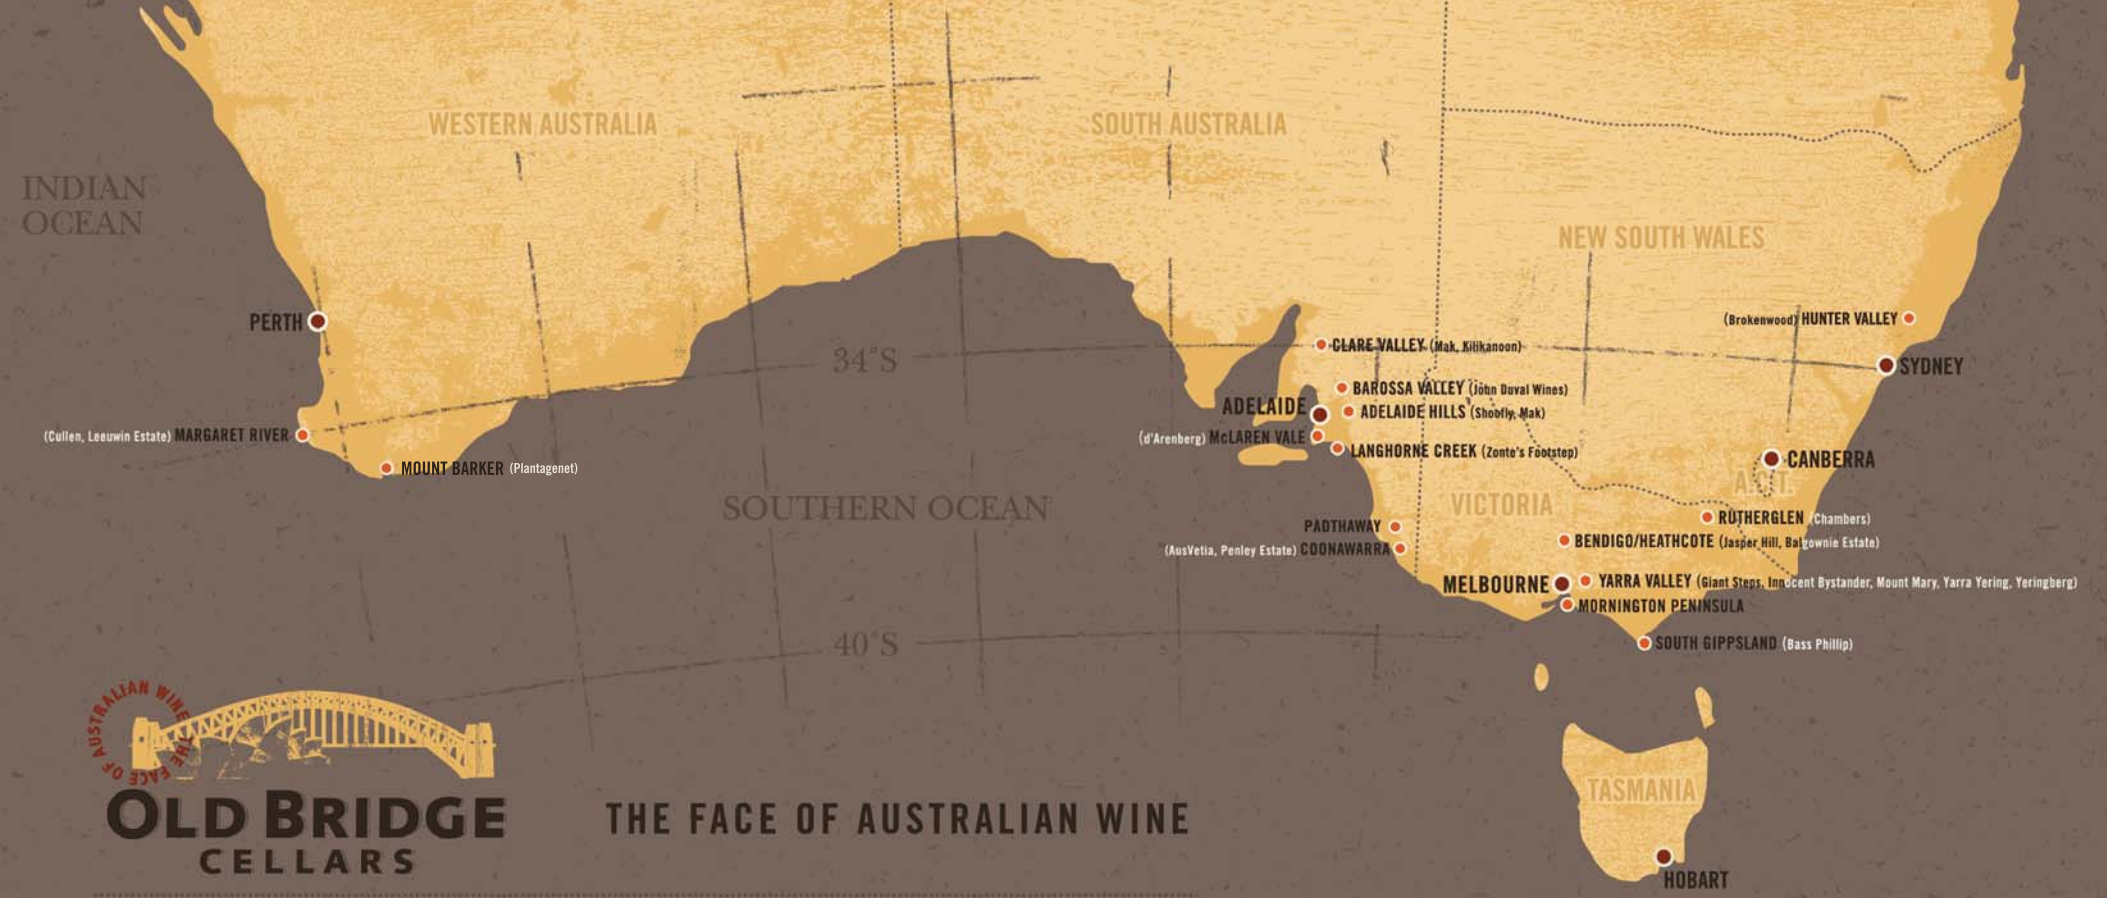 WESTERN AUSTRALIA
SOUTH AUSTRALIA
INDIAN
OCEAN
NEW SOUTH WALES
PERTH
(Brokenwood) HUNTER VALLEY
34°S
CLARE VALLEY (Mak, Kilikanoon)
SYDNEY
BAROSSA VALLEY (John Duval Wines)
ADELAIDE
ADELAIDE HILLS (Shoofly, Mak)
(Cullen, Leeuwin Estate) MARGARET RIVER
(d'Arenberg) McLAREN VALE
LANGHORNE CREEK (Zonte's Footstep)
MOUNT BARKER (Plantagenet)
CANBERRA
A.C.T.
SOUTHERN OCEAN
VICTORIA
PADTHAWAY
RUTHERGLEN (Chambers)
(AusVetia, Penley Estate) COONAWARRA
BENDIGO/HEATHCOTE (Jasper Hill, Balgownie Estate)
MELBOURNE
YARRA VALLEY (Giant Steps, Innocent Bystander, Mount Mary, Yarra Yering, Yeringberg)
MORNINGTON PENINSULA
40°S
SOUTH GIPPSLAND (Bass Phillip)
THE FACE OF AUSTRALIAN WINE
TASMANIA
OLD BRIDGE
CELLARS
THE FACE OF AUSTRALIAN WINE
HOBART